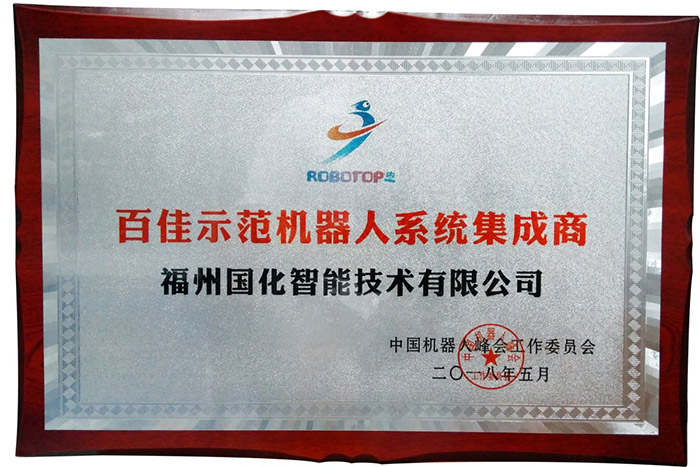 ROBOTOP
百佳示范机器人系统集成商
福州国化智能技术有限公司
中国机器人峰会工作委员会
二〇一八年五月